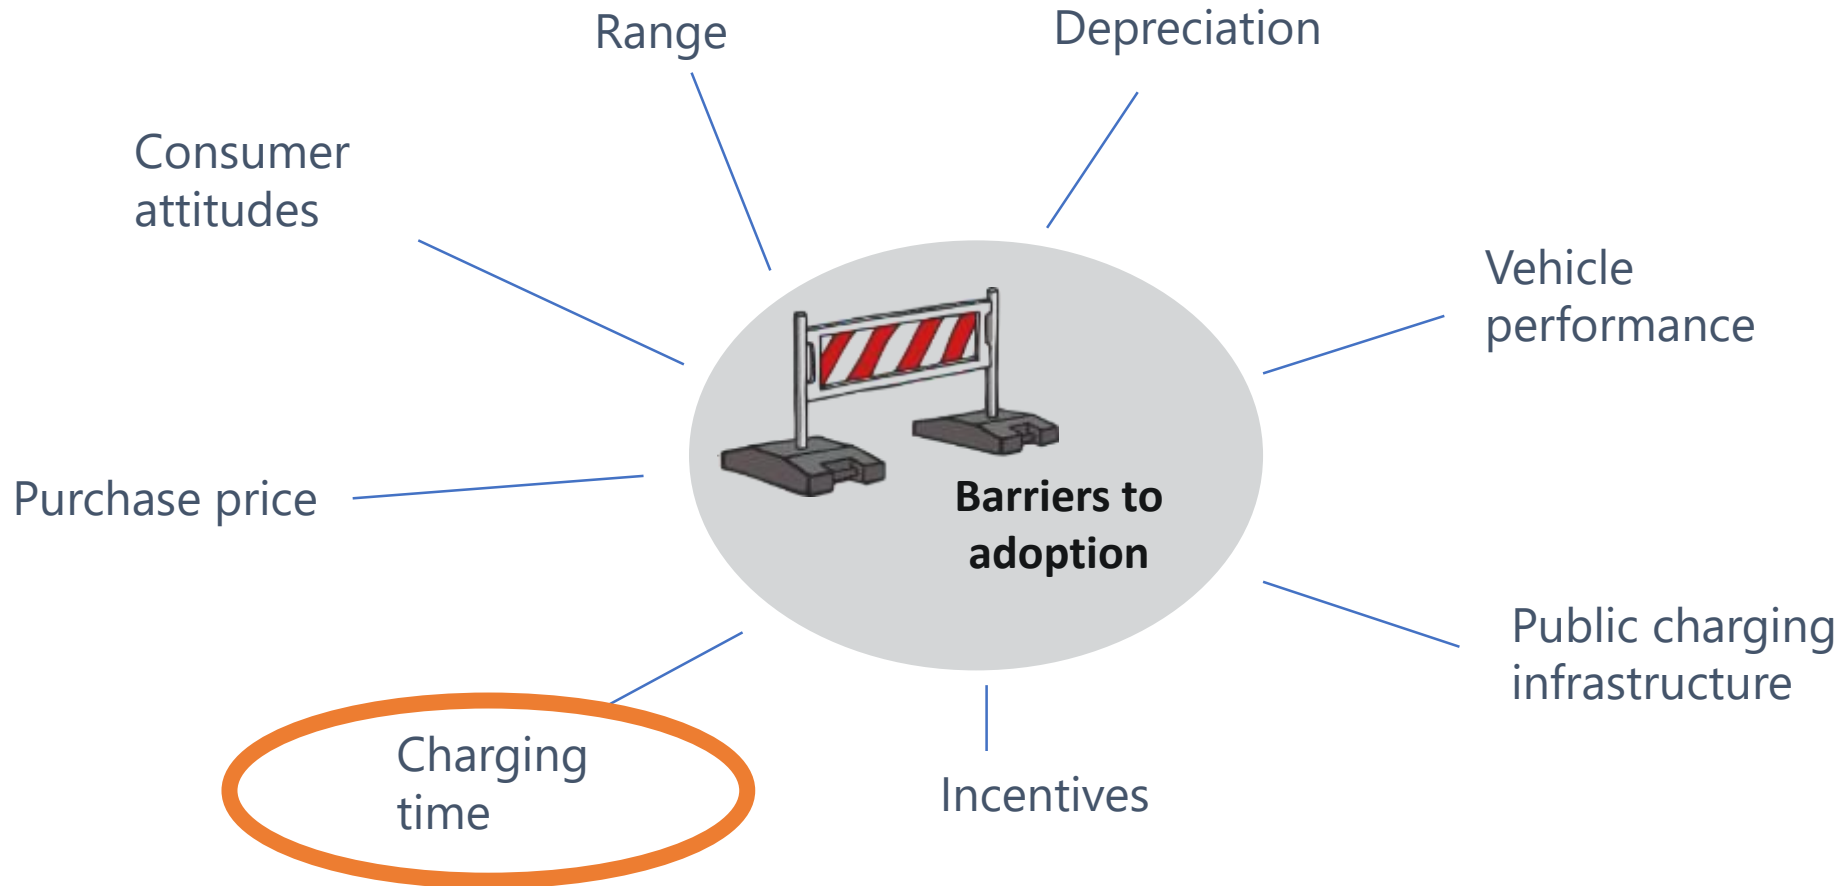 Range
Depreciation
Consumer
attitudes
Vehicle
performance
Purchase price
Barriers to
adoption
Public charging
infrastructure
Charging
time
Incentives